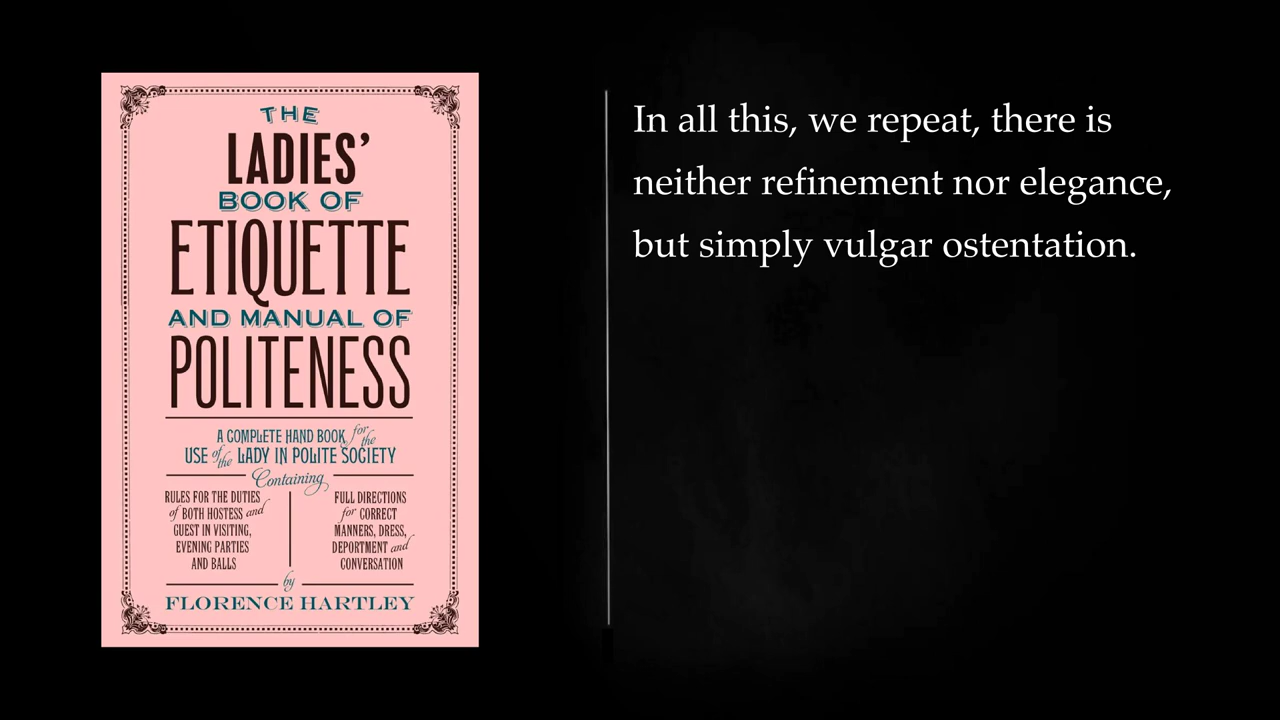 THE
LADIES'
BOOK OF
ETIQUETTE
AND MANUAL OF
POLITENESS
A COMPLETE HAND BOOK for the
USE of the LADY IN POLITE SOCIETY
Containing
RULES FOR THE DUTIES
of BOTH HOSTESS and
GUEST IN VISITING,
EVENING PARTIES
AND BALLS
FULL DIRECTIONS
for CORRECT
MANNERS, DRESS,
DEPORTMENT and
CONVERSATION
by
FLORENCE HARTLEY
In all this, we repeat, there is
neither refinement nor elegance,
but simply vulgar ostentation.